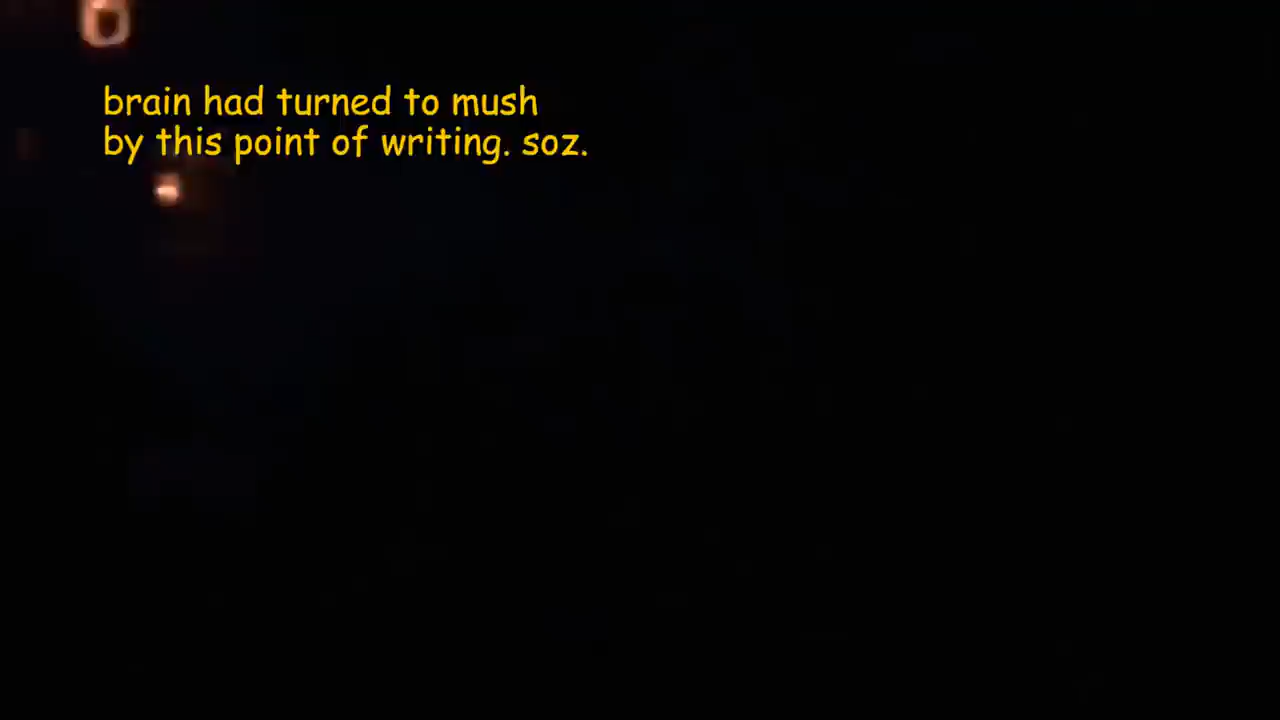 brain had turned to mush
by this point of writing. soz.